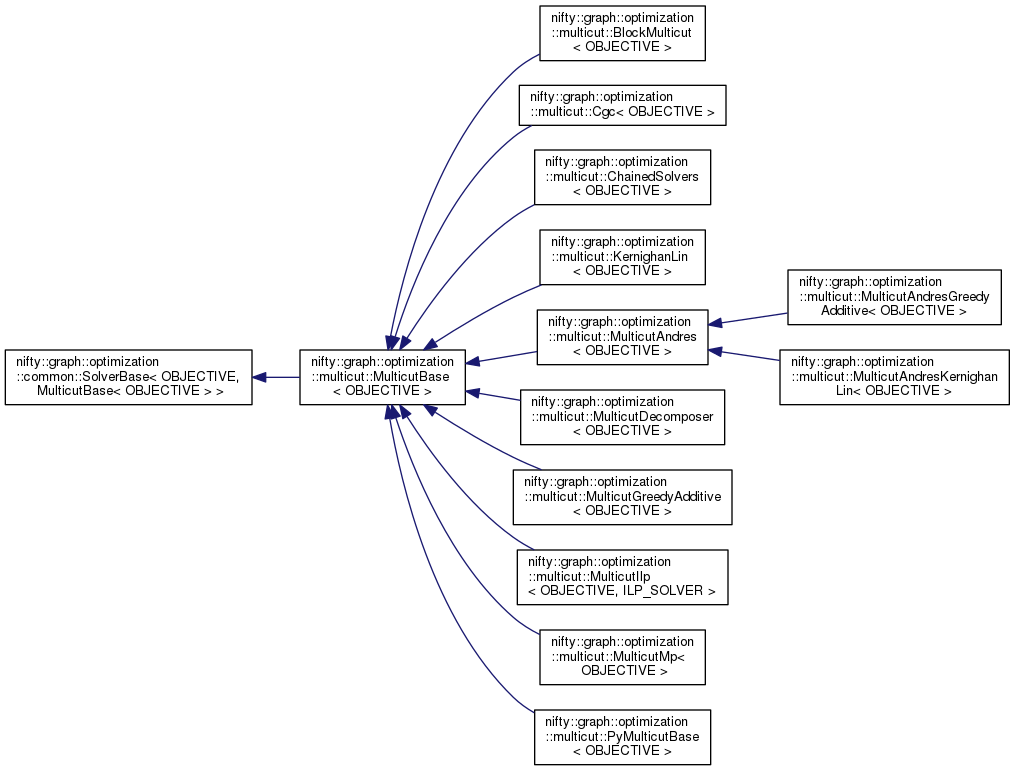 nifty::graph::optimization
::multicut::BlockMulticut
< OBJECTIVE >
nifty::graph::optimization
::multicut::Cgc< OBJECTIVE >
nifty::graph::optimization
::multicut::ChainedSolvers
< OBJECTIVE >
nifty::graph::optimization
::multicut::KernighanLin
< OBJECTIVE >
nifty::graph::optimization
::multicut::MulticutAndres
< OBJECTIVE >
nifty::graph::optimization
::multicut::MulticutAndresGreedy
Additive< OBJECTIVE >
nifty::graph::optimization
::multicut::MulticutAndresKernighan
Lin< OBJECTIVE >
nifty::graph::optimization
::common::SolverBase< OBJECTIVE,
MulticutBase< OBJECTIVE > >
nifty::graph::optimization
::multicut::MulticutBase
< OBJECTIVE >
nifty::graph::optimization
::multicut::MulticutDecomposer
< OBJECTIVE >
nifty::graph::optimization
::multicut::MulticutGreedyAdditive
< OBJECTIVE >
nifty::graph::optimization
::multicut::MulticutIlp
< OBJECTIVE, ILP_SOLVER >
nifty::graph::optimization
::multicut::MulticutMp<
OBJECTIVE >
nifty::graph::optimization
::multicut::PyMulticutBase
< OBJECTIVE >